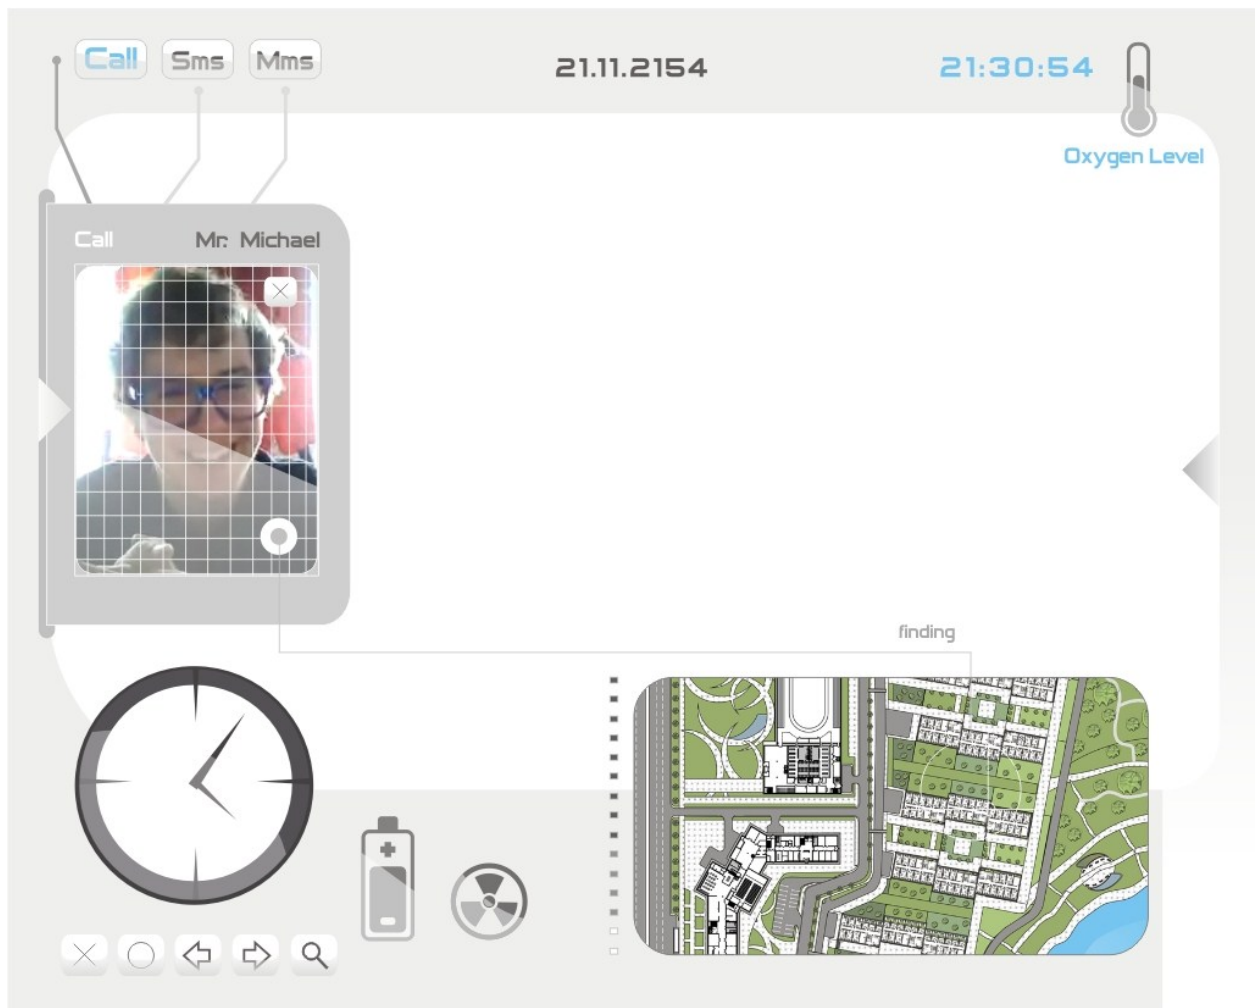 Call Sms Mms
21.11.2154
21:30:54
Oxygen Level
Call Mr. Michael
finding